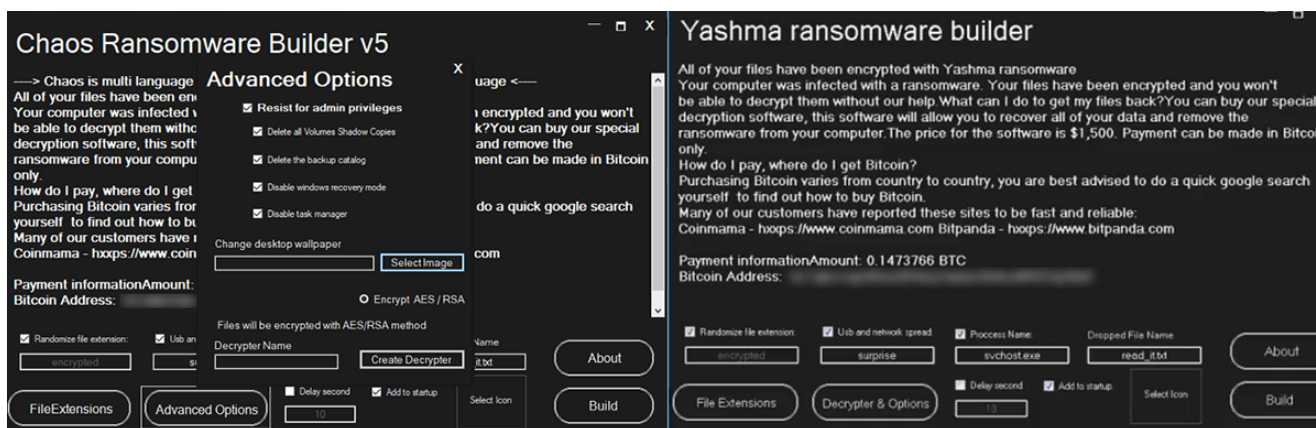 Chaos Ransomware Builder v5
----> Chaos is multi language
uage <----
All of your files have been en
Your computer was infected
n encrypted and you won't
be able to decrypt them witho
k?You can buy our special
decryption software, this soft
and remove the
ransomware from your compu
ment can be made in Bitcoin
only.
How do I pay, where do I get
Purchasing Bitcoin varies fror
do a quick google search
yourself to find out how to bu
Many of our customers have r
Coinmama - hxxps://www.coin
com
Payment informationAmount:
Bitcoin Address:
X
Advanced Options
X
Resist for admin privileges
Delete all Volumes Shadow Copies
Delete the backup catalog
Disable windows recovery mode
Disable task manager
Change desktop wallpaper
Select Image
Encrypt AES / RSA
Files will be encrypted with AES/RSA method
Decrypter Name
Create Decrypter
Randomize file extension:
Usb an
Name
encrypted
su
it.txt
About
FileExtensions
Advanced Options
Delay second
Add to startup
10
Select Icon
Build
Yashma ransomware builder
All of your files have been encrypted with Yashma ransomware
Your computer was infected with a ransomware. Your files have been encrypted and you won't
be able to decrypt them without our help.What can I do to get my files back?You can buy our special
decryption software, this software will allow you to recover all of your data and remove the
ransomware from your computer.The price for the software is $1,500. Payment can be made in Bitcoi
only.
How do I pay, where do I get Bitcoin?
Purchasing Bitcoin varies from country to country, you are best advised to do a quick google search
yourself to find out how to buy Bitcoin.
Many of our customers have reported these sites to be fast and reliable:
Coinmama - hxxps://www.coinmama.com Bitpanda - hxxps://www.bitpanda.com
Payment informationAmount: 0.1473766 BTC
Bitcoin Address:
Randomize file extension:
Usb and network spread
Proccess Name:
Dropped File Name
encrypted
surprise
svchost.exe
read_it.txt
About
File Extensions
Decrypter & Options
Delay second
Add to startup
10
Select Icon
Build